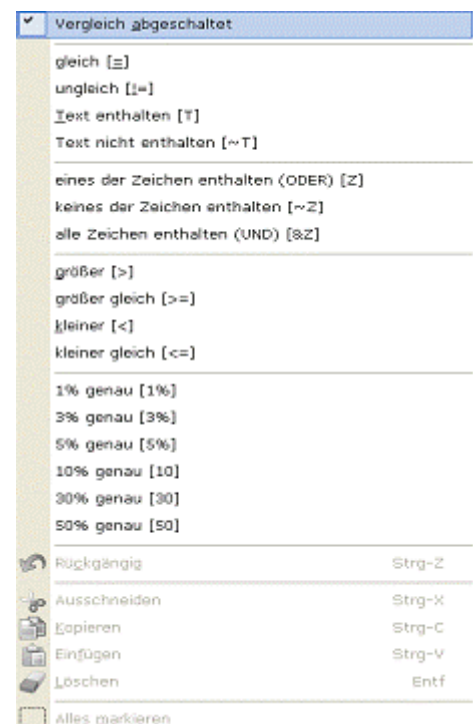 Vergleich abgeschaltet
gleich [=]
ungleich [!=]
Text enthalten [T]
Text nicht enthalten [~T]
eines der Zeichen enthalten (ODER) [Z]
keines der Zeichen enthalten [~Z]
alle Zeichen enthalten (UND) [&Z]
größer [>]
größer gleich [>=]
kleiner [<]
kleiner gleich [<=]
1% genau [1%]
3% genau [3%]
5% genau [5%]
10% genau [10]
30% genau [30]
50% genau [50]
Rückgängig Strg-Z
Ausschneiden Strg-X
Kopieren Strg-C
Einfügen Strg-V
Löschen Entf
Alles markieren